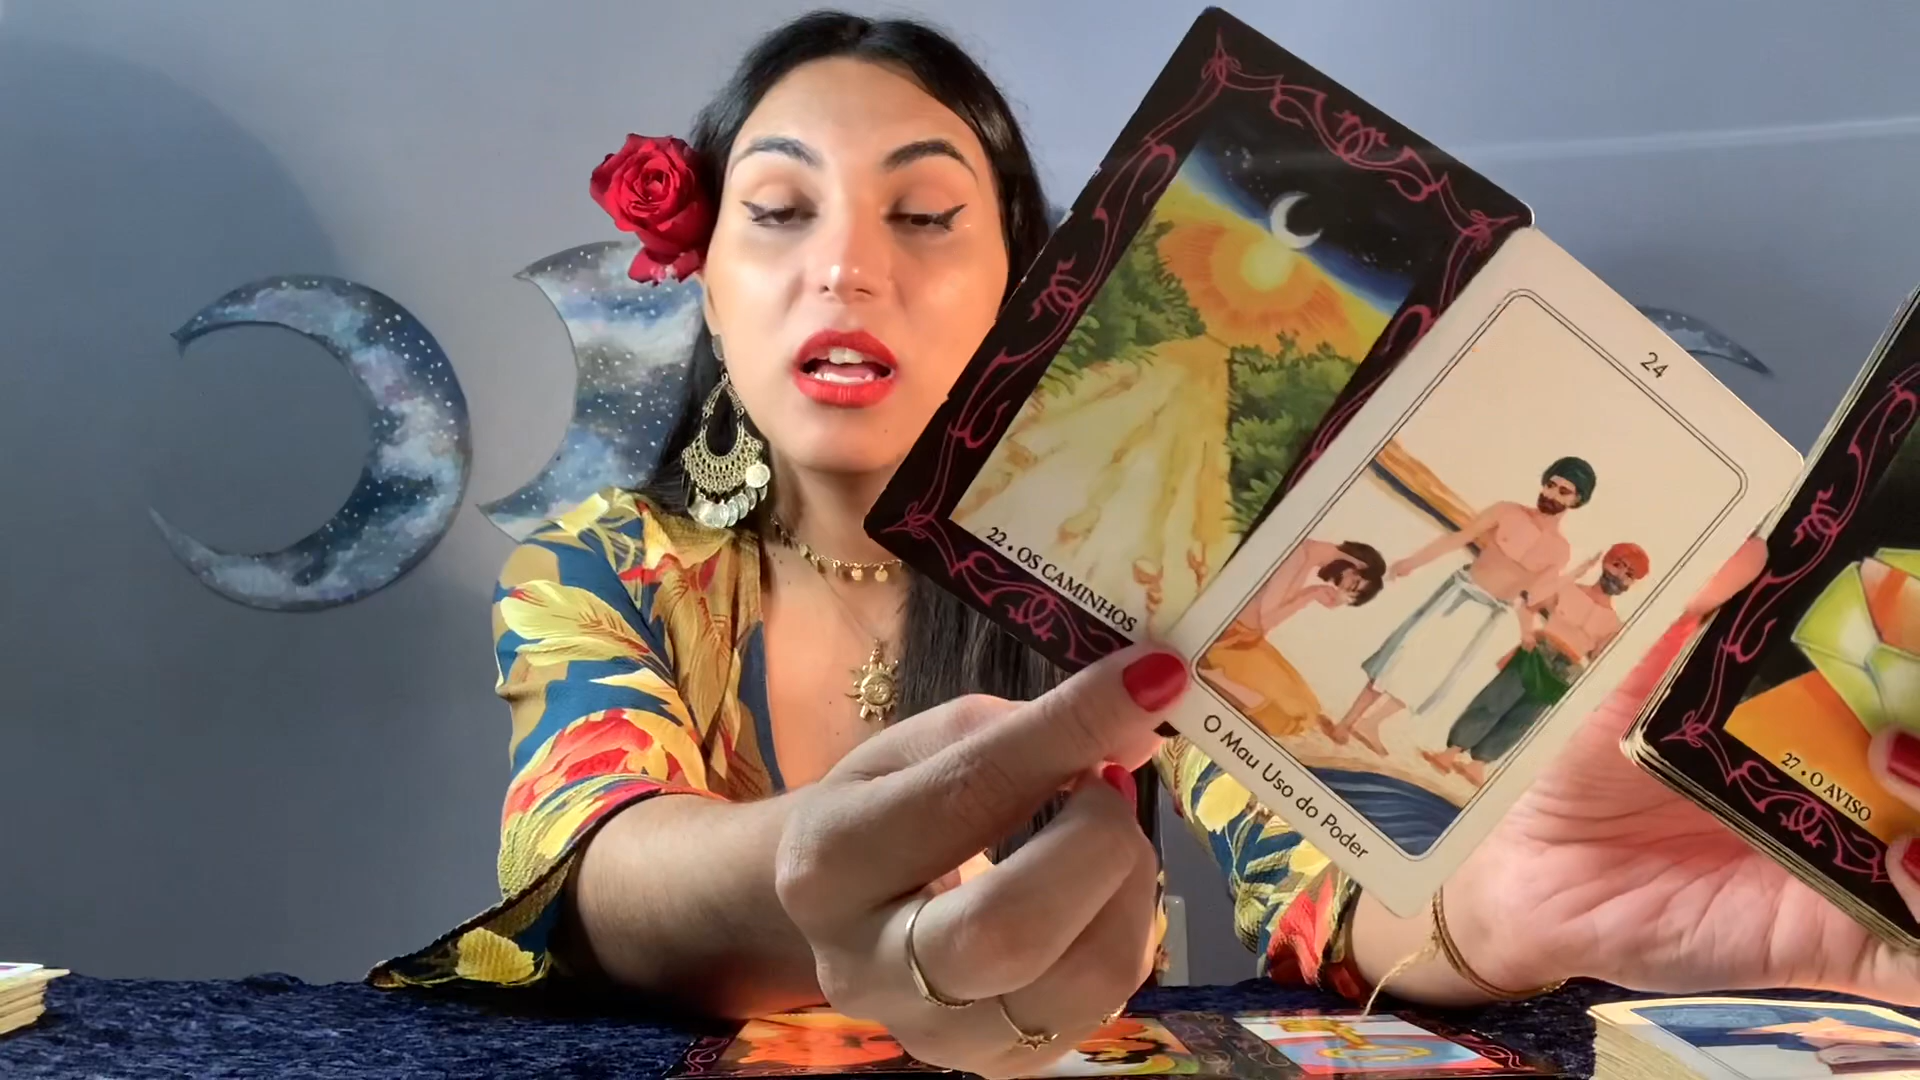 22 • OS CAMINHOS
24
O Mau Uso do Poder
27 • O AVISO